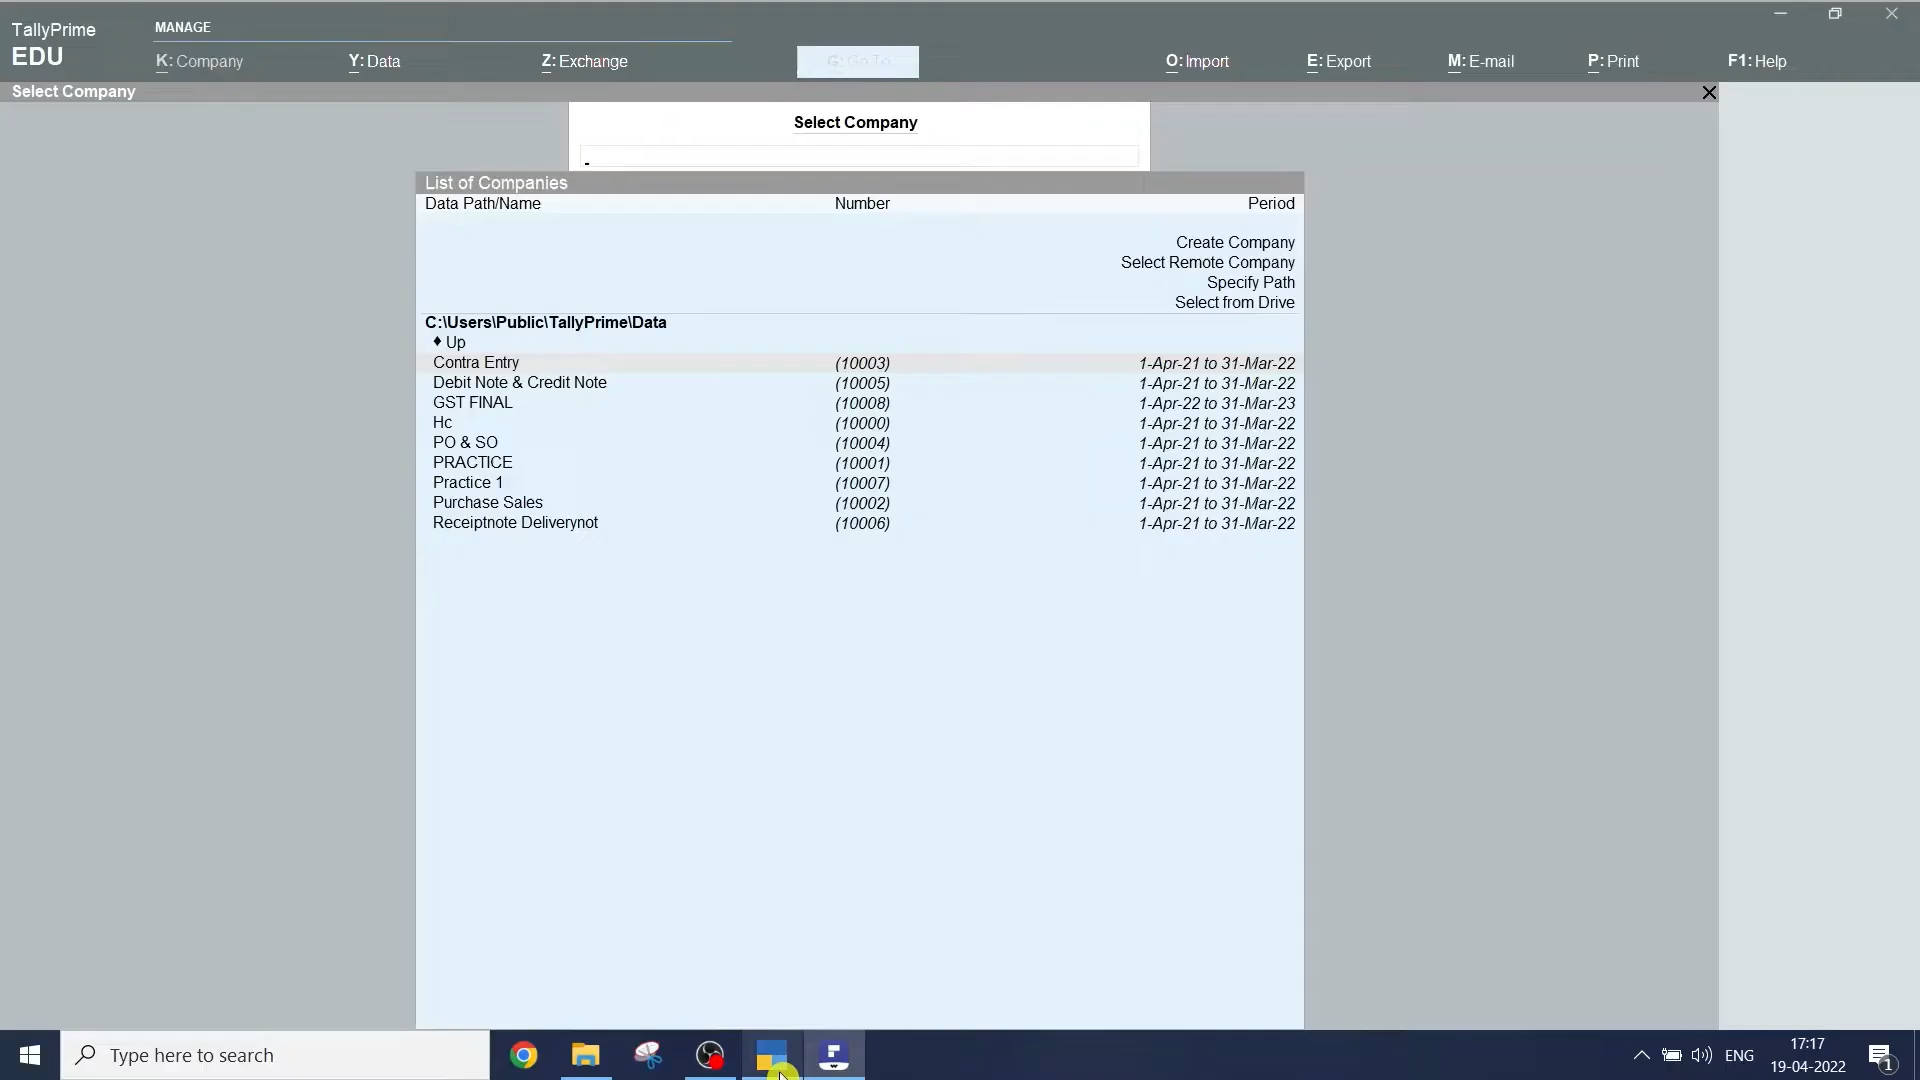 TallyPrime
EDU
MANAGE
K: Company
Y: Data
Z: Exchange
G: Go To
O: Import
E: Export
M: E-mail
P: Print
F1: Help
Select Company
Select Company
List of Companies
Data Path/Name Number Period
Create Company
Select Remote Company
Specify Path
Select from Drive
C:\Users\Public\TallyPrime\Data
♦ Up
Contra Entry (10003) 1-Apr-21 to 31-Mar-22
Debit Note & Credit Note (10005) 1-Apr-21 to 31-Mar-22
GST FINAL (10008) 1-Apr-22 to 31-Mar-23
Hc (10000) 1-Apr-21 to 31-Mar-22
PO & SO (10004) 1-Apr-21 to 31-Mar-22
PRACTICE (10001) 1-Apr-21 to 31-Mar-22
Practice 1 (10007) 1-Apr-21 to 31-Mar-22
Purchase Sales (10002) 1-Apr-21 to 31-Mar-22
Receiptnote Deliverynot (10006) 1-Apr-21 to 31-Mar-22
Type here to search
ENG
17:17
19-04-2022
1